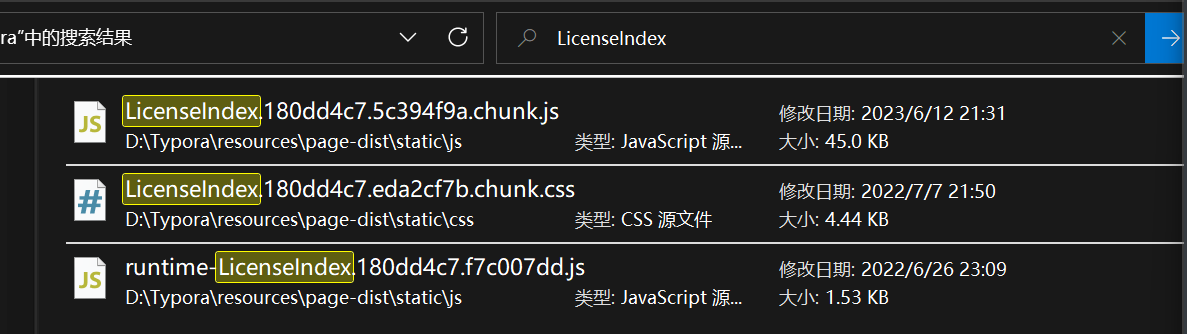 ra"中的搜索结果
LicenseIndex
LicenseIndex.180dd4c7.5c394f9a.chunk.js
修改日期: 2023/6/12 21:31
D:\Typora\resources\page-dist\static\js
类型: JavaScript 源...
大小: 45.0 KB
LicenseIndex.180dd4c7.eda2cf7b.chunk.css
修改日期: 2022/7/7 21:50
D:\Typora\resources\page-dist\static\css
类型: CSS 源文件
大小: 4.44 KB
runtime-LicenseIndex.180dd4c7.f7c007dd.js
修改日期: 2022/6/26 23:09
D:\Typora\resources\page-dist\static\js
类型: JavaScript 源...
大小: 1.53 KB
JS
#
JS